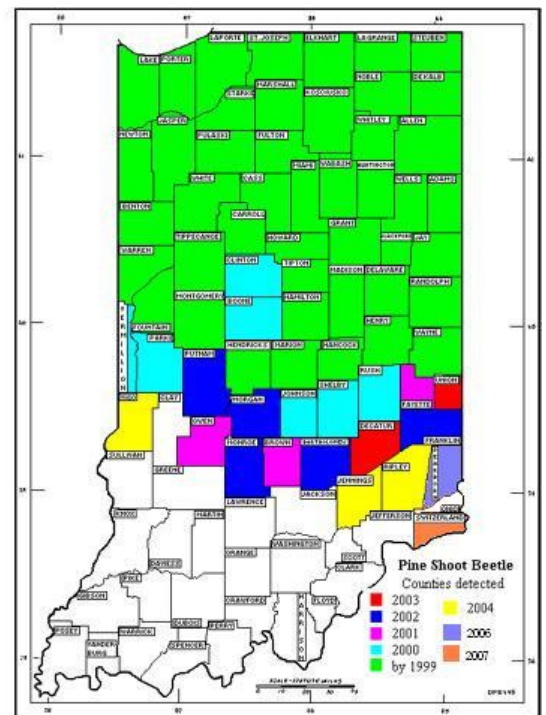 LAPORTE ST. JOSEPH ELKHART LAGRANGE STEUBEN
LAKE PORTER
NOBLE DEKALB
MARSHALL
STARKE KOSCIUSKO
JASPER WHITLEY ALLEN
NEWTON PULASKI FULTON
MIAMI WABASH HUNTINGTON
WHITE CASS WELLS ADAMS
BENTON
CARROLL
GRANT
TIPPECANOE HOWARD JAY
WARREN
CLINTON TIPTON
MADISON DELAWARE
RANDOLPH
MONTGOMERY BOONE HAMILTON
VERMILLION
FOUNTAIN HENRY
PARKE WAYNE
HENDRICKS MARION HANCOCK
PUTNAM
RUSH
SHELBY UNION
CLAY JOHNSON
MORGAN FAYETTE
OWEN DECATUR
MONROE BROWN BARTHOLOMEW FRANKLIN
SULLIVAN
GREENE RIPLEY
JENNINGS
LAWRENCE JACKSON
KNOX MARTIN JEFFERSON
SWITZERLAND
WASHINGTON
ORANGE
DAVIESS SCOTT
CLARK
PIKE
GIBSON CRAWFORD FLOYD
HARRISON
DUBOIS
POSEY WARRICK PERRY
VANDER-
BURG
SPENCER
Pine Shoot Beetle
Counties detected
2003
2002 2004
2001
2000 2006
by 1999 2007
SCALE-STATUTE MILES